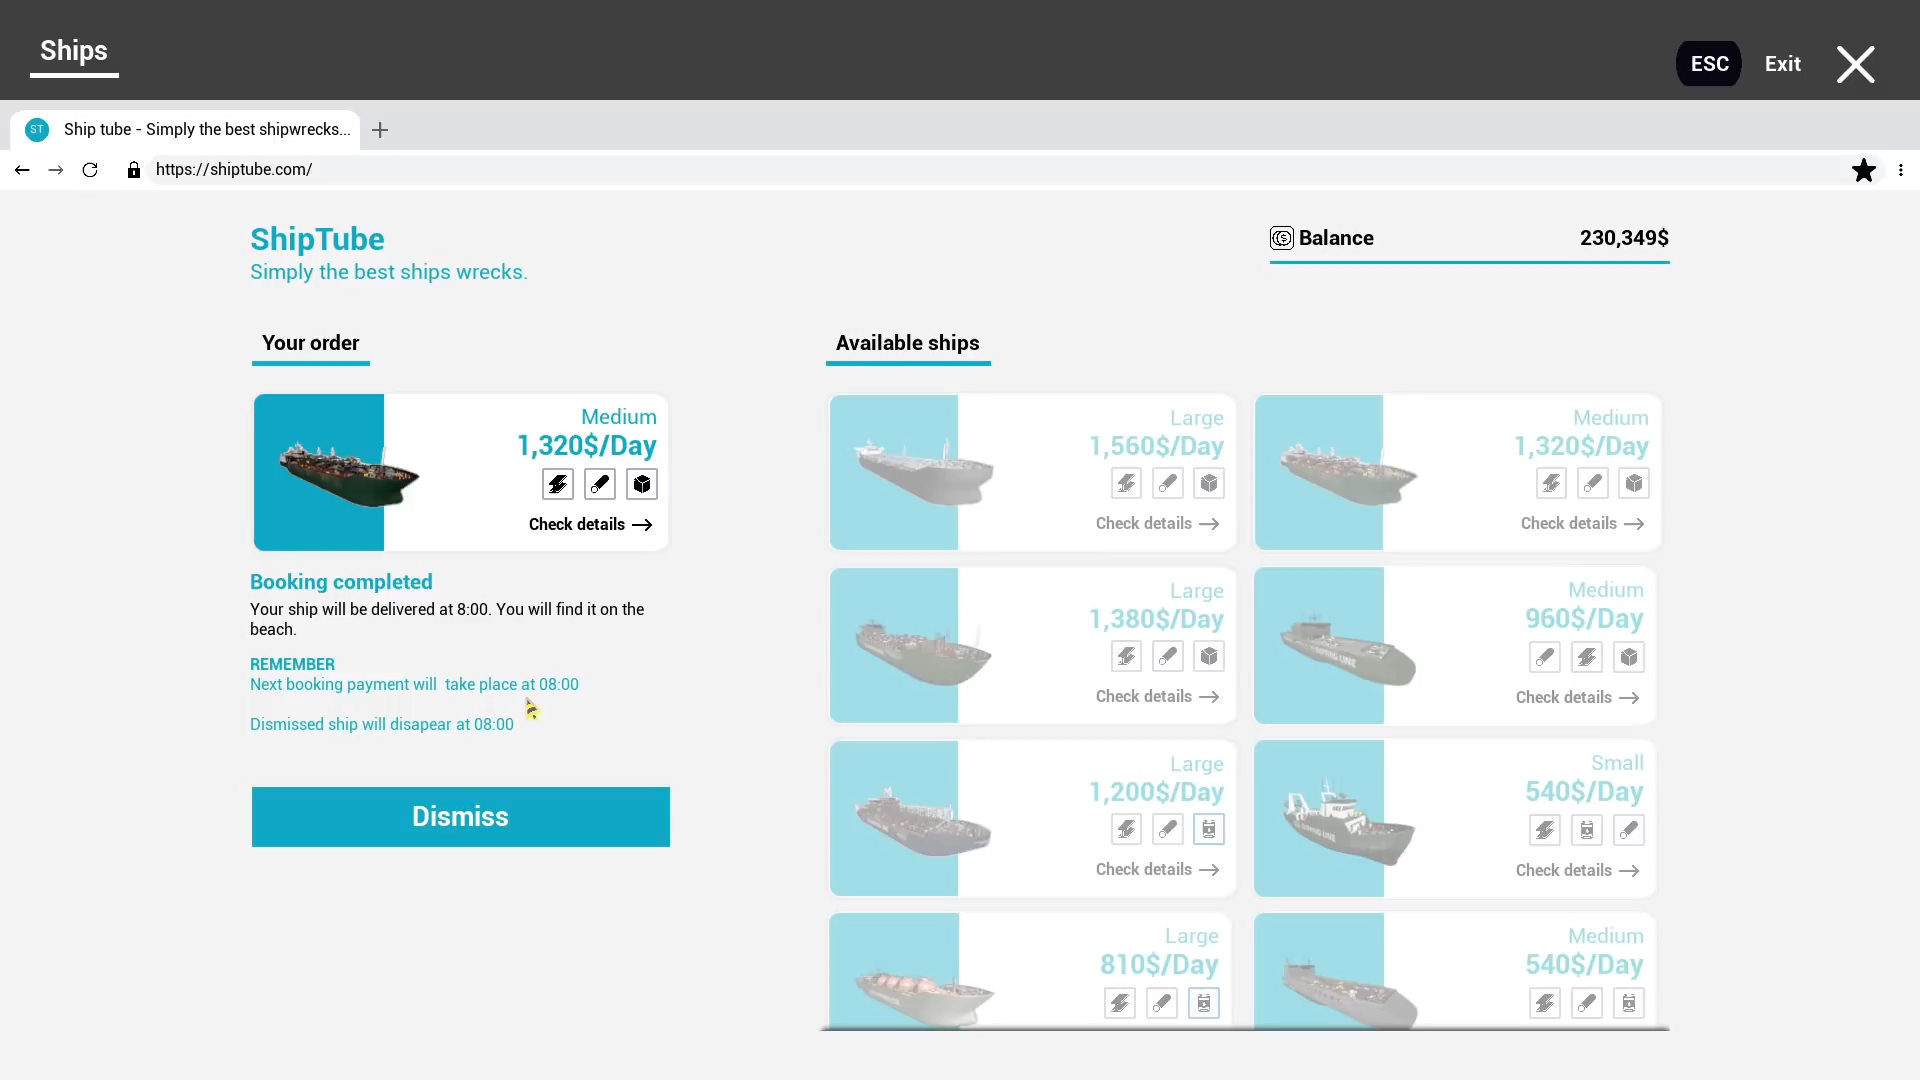 Ships
ESC Exit
ST Ship tube - Simply the best shipwrecks...
https://shiptube.com/
ShipTube
Simply the best ships wrecks.
Balance 230,349$
Your order
Medium
1,320$/Day
Check details
Booking completed
Your ship will be delivered at 8:00. You will find it on the
beach.
REMEMBER
Next booking payment will take place at 08:00
Dismissed ship will disapear at 08:00
Dismiss
Available ships
Large
1,560$/Day
Check details
Medium
1,320$/Day
Check details
Large
1,380$/Day
Check details
Medium
960$/Day
Check details
Large
1,200$/Day
Check details
Small
540$/Day
Check details
Large
810$/Day
Medium
540$/Day